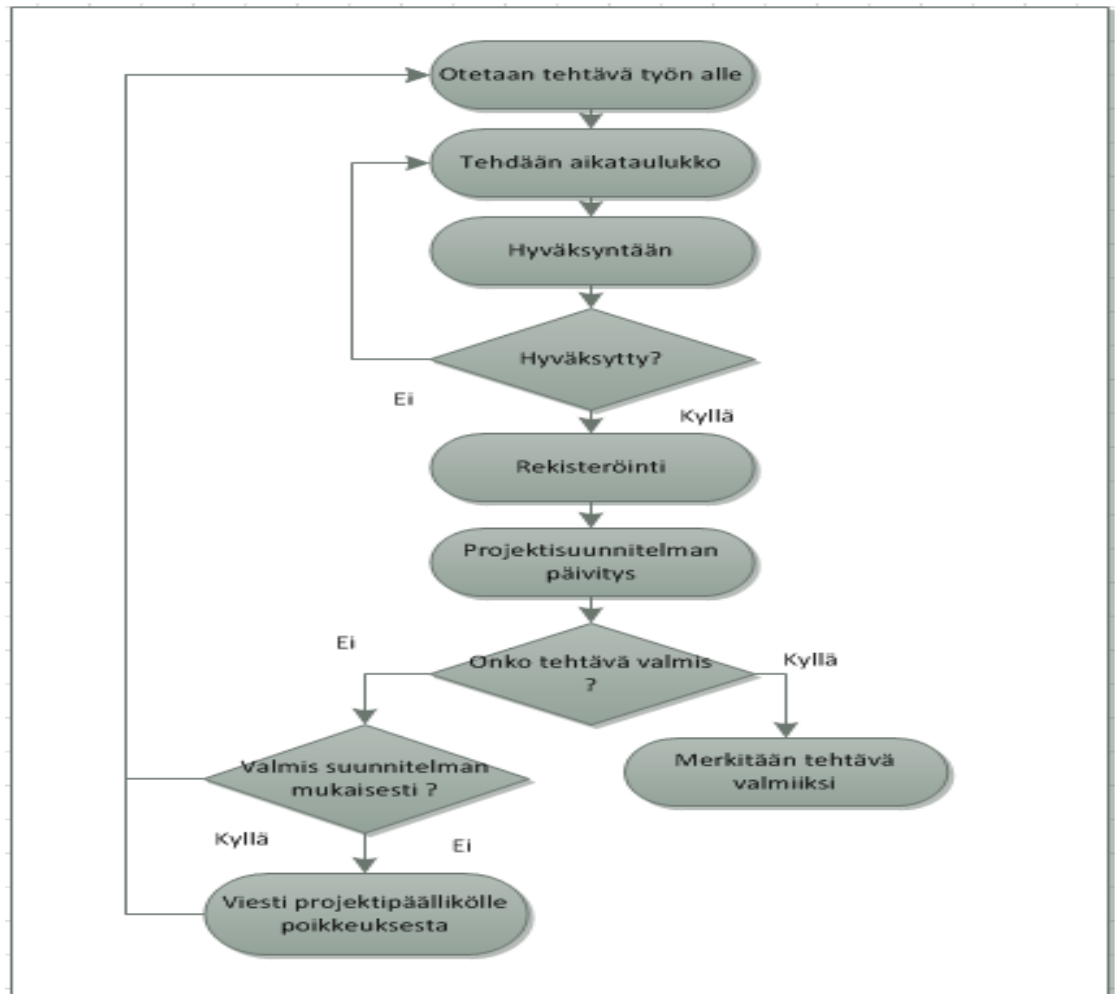 Otetaan tehtävä työn alle
Tehdään aikataulukko
Hyväksyntään
Hyväksytty?
Ei
Kyllä
Rekisteröinti
Projektisuunnitelman
päivitys
Ei
Onko tehtävä valmis
?
Kyllä
Valmis suunnitelman
mukaisesti ?
Merkitään tehtävä
valmiiksi
Kyllä
Ei
Viesti projektipäällikölle
poikkeuksesta